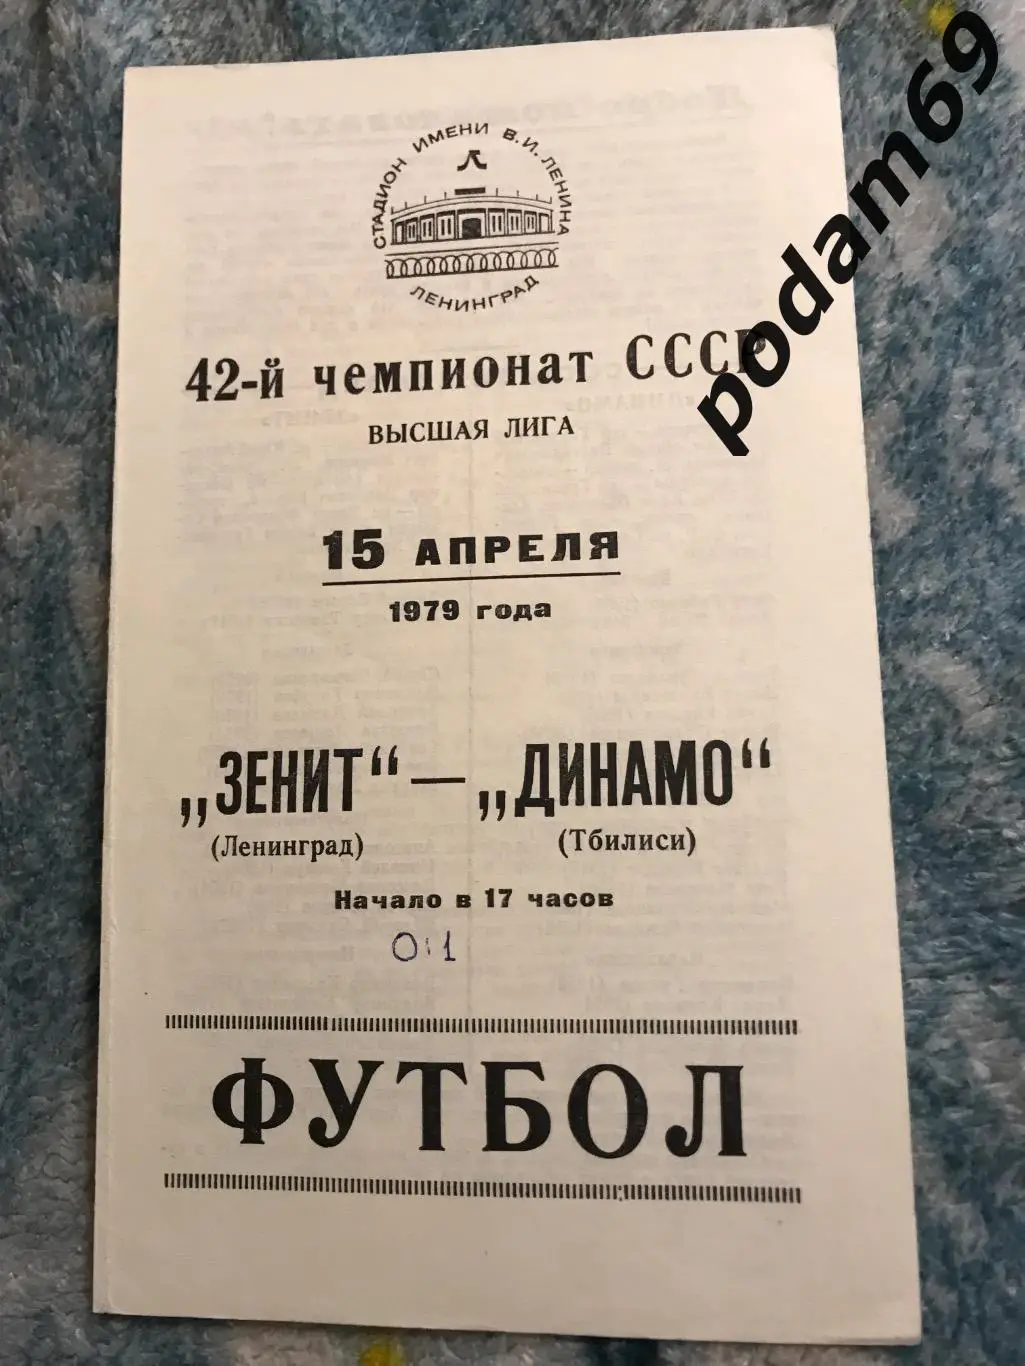 СТАДИОН ИМЕНИ В.И. ЛЕНИНА
Л
ЛЕНИНГРАД
42-й чемпионат СССР
ВЫСШАЯ ЛИГА
15 АПРЕЛЯ
1979 года
„ЗЕНИТ“ — „ДИНАМО“
(Ленинград) (Тбилиси)
Начало в 17 часов
0:1
ФУТБОЛ
podam69